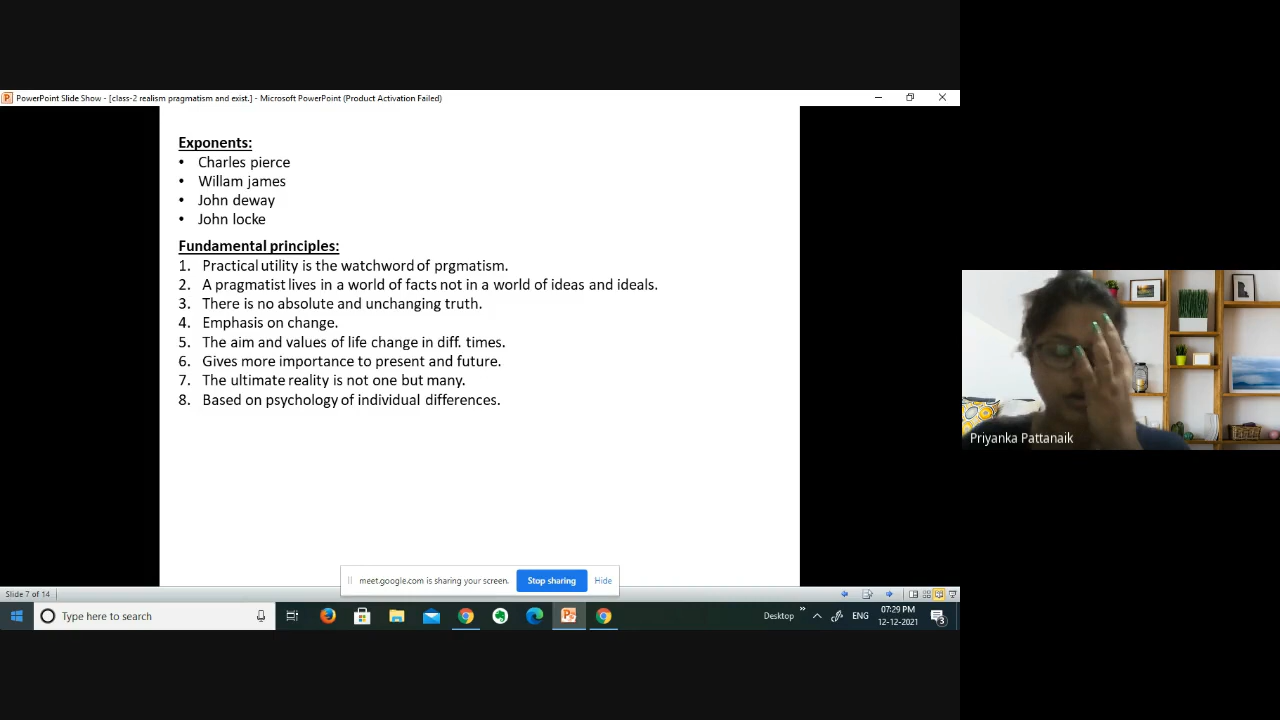 PowerPoint Slide Show - [class-2 realism pragmatism and exist.] - Microsoft PowerPoint (Product Activation Failed)
Exponents:
• Charles pierce
• Willam james
• John deway
• John locke
Fundamental principles:
1. Practical utility is the watchword of prgmatism.
2. A pragmatist lives in a world of facts not in a world of ideas and ideals.
3. There is no absolute and unchanging truth.
4. Emphasis on change.
5. The aim and values of life change in diff. times.
6. Gives more importance to present and future.
7. The ultimate reality is not one but many.
8. Based on psychology of individual differences.
Priyanka Pattanaik
meet.google.com is sharing your screen. Stop sharing Hide
Slide 7 of 14
Type here to search Desktop ENG 07:29 PM
12-12-2021
3